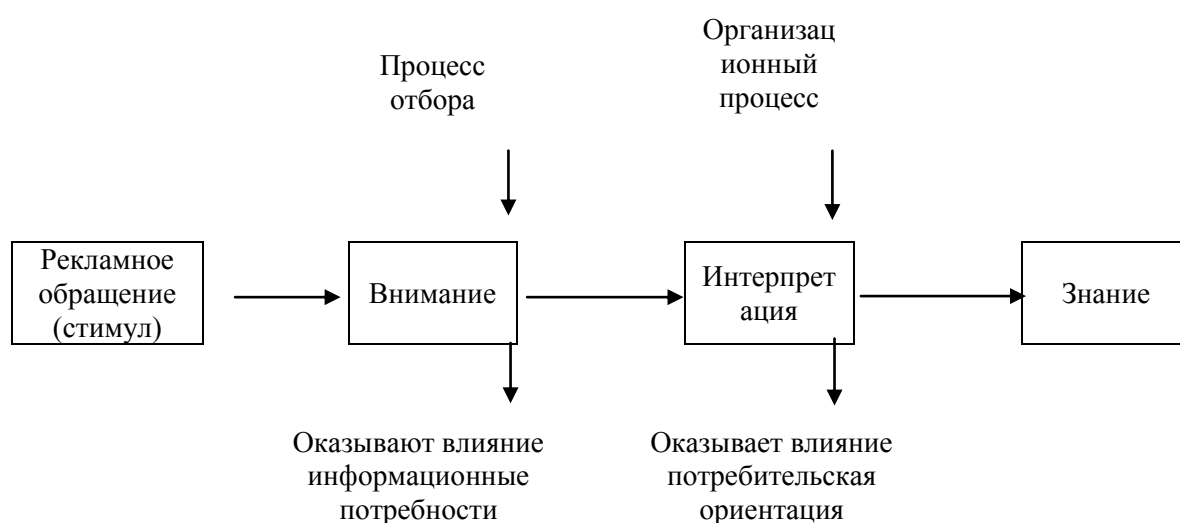 Процесс
отбора
Организац
ионный
процесс
Рекламное
обращение
(стимул)
Внимание
Интерпрет
ация
Знание
Оказывают влияние
информационные
потребности
Оказывает влияние
потребительская
ориентация